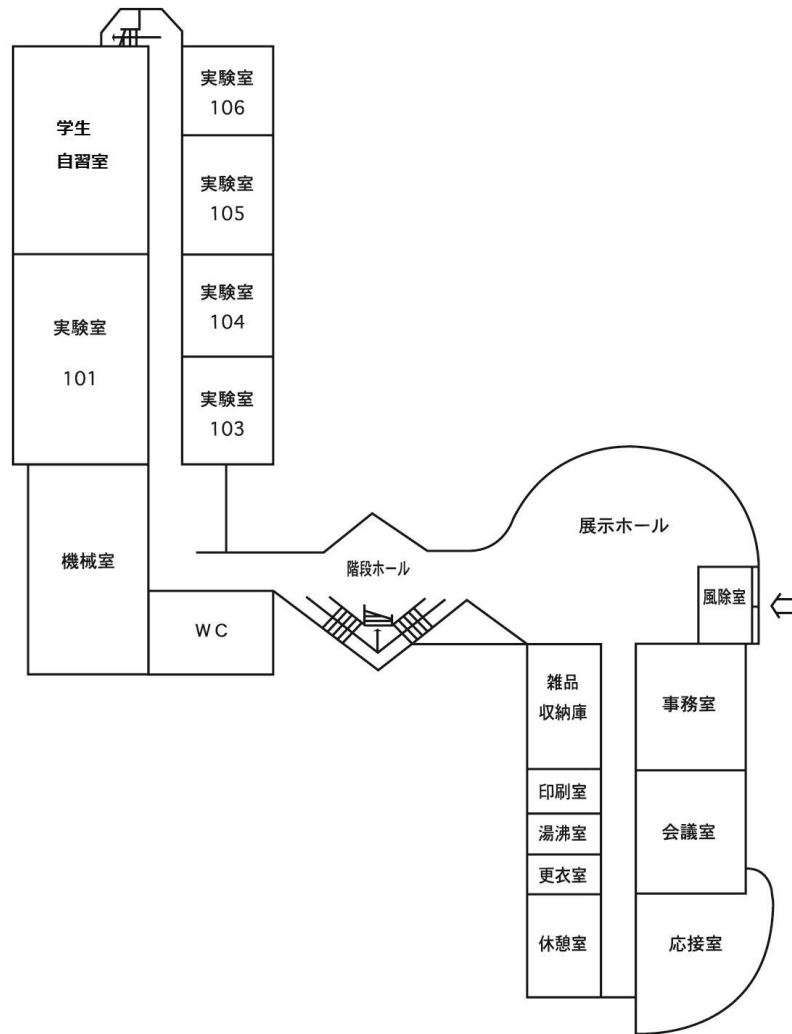 実験室
106
学生
自習室
実験室
105
実験室
104
実験室
101
実験室
103
機械室
WC
階段ホール
展示ホール
風除室
雑品
収納庫
事務室
印刷室
湯沸室
会議室
更衣室
休憩室
応接室